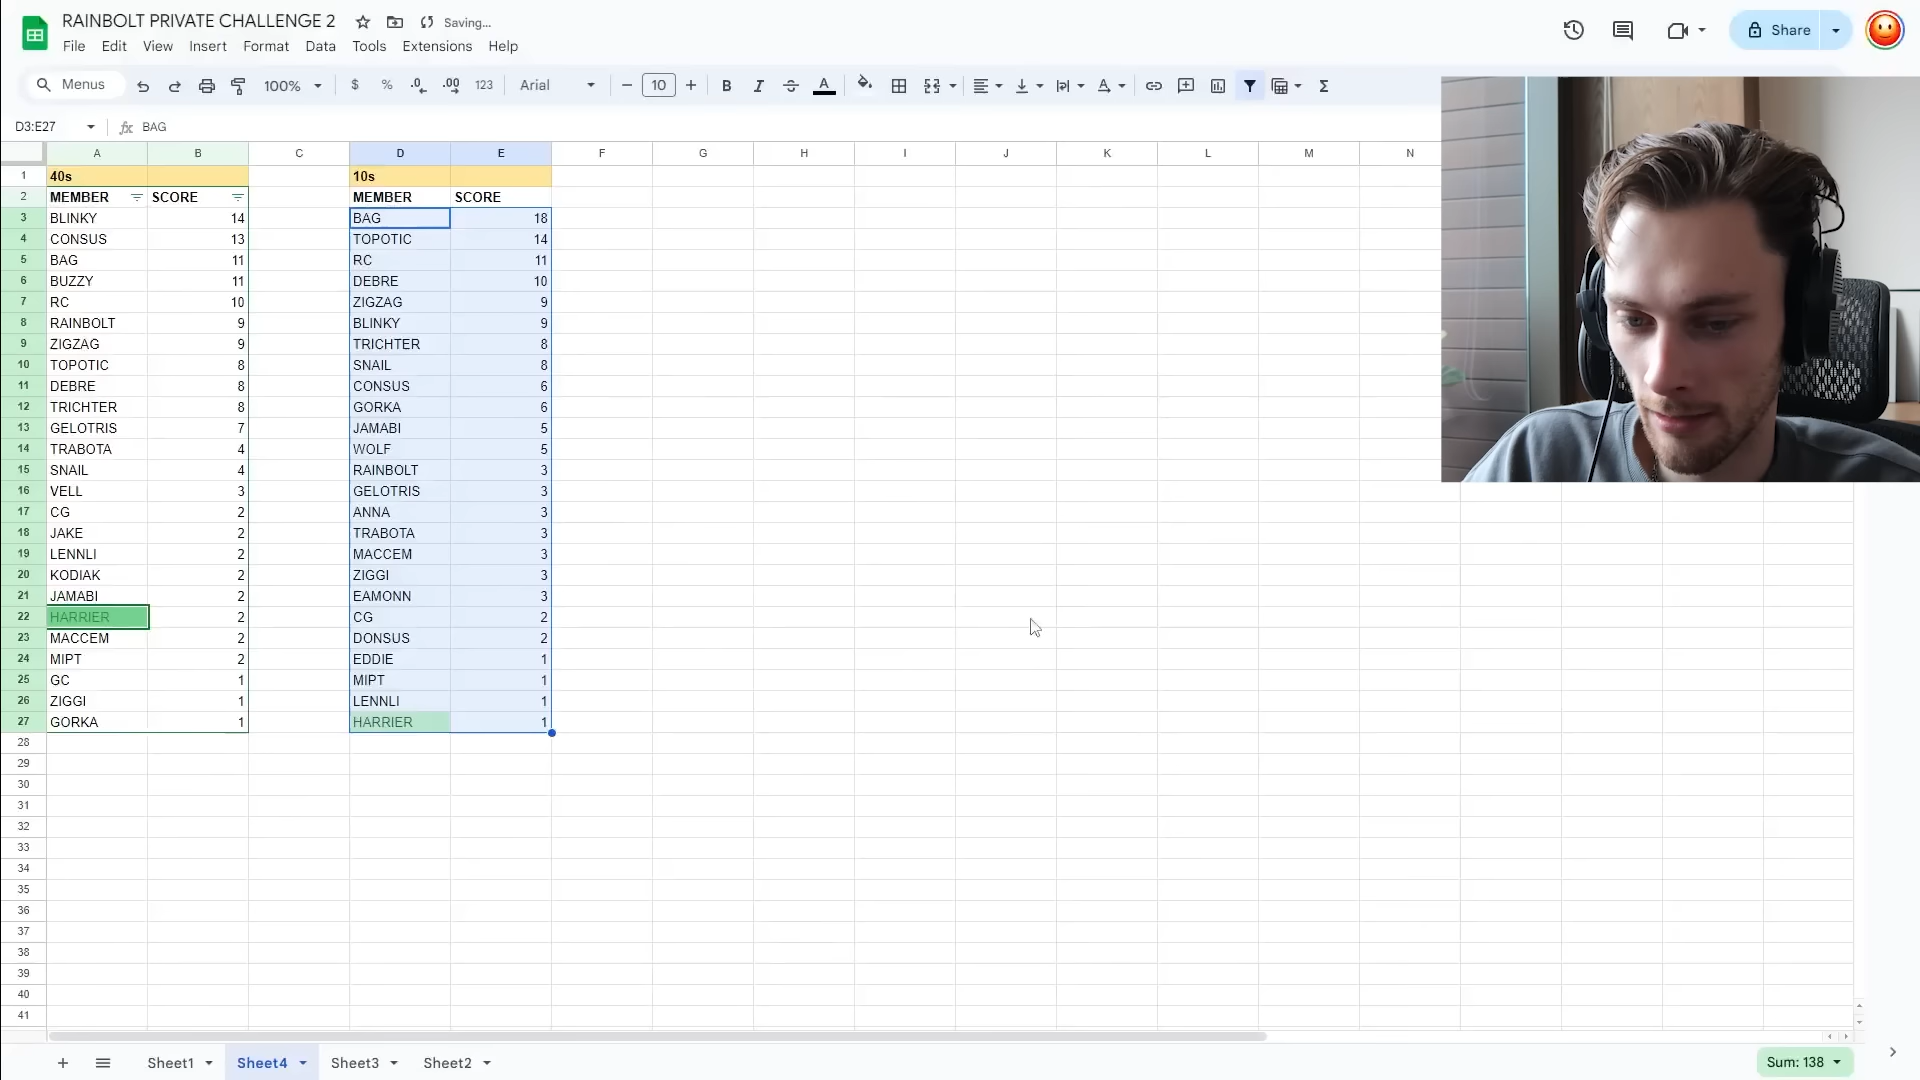 RAINBOLT PRIVATE CHALLENGE 2 Saving...
File Edit View Insert Format Data Tools Extensions Help
Share
Menus 100% $ % .0 .00 123 Arial 10 B I A Σ
D3:E27 fx BAG
A B C D E F G H I J K L M N
1 40s 10s
2 MEMBER SCORE MEMBER SCORE
3 BLINKY 14 BAG 18
4 CONSUS 13 TOPOTIC 14
5 BAG 11 RC 11
6 BUZZY 11 DEBRE 10
7 RC 10 ZIGZAG 9
8 RAINBOLT 9 BLINKY 9
9 ZIGZAG 9 TRICHTER 8
10 TOPOTIC 8 SNAIL 8
11 DEBRE 8 CONSUS 6
12 TRICHTER 8 GORKA 6
13 GELOTRIS 7 JAMABI 5
14 TRABOTA 4 WOLF 5
15 SNAIL 4 RAINBOLT 3
16 VELL 3 GELOTRIS 3
17 CG 2 ANNA 3
18 JAKE 2 TRABOTA 3
19 LENNLI 2 MACCEM 3
20 KODIAK 2 ZIGGI 3
21 JAMABI 2 EAMONN 3
22 HARRIER 2 CG 2
23 MACCEM 2 DONSUS 2
24 MIPT 2 EDDIE 1
25 GC 1 MIPT 1
26 ZIGGI 1 LENNLI 1
27 GORKA 1 HARRIER 1
28
29
30
31
32
33
34
35
36
37
38
39
40
41
Sheet1 Sheet4 Sheet3 Sheet2 Sum: 138